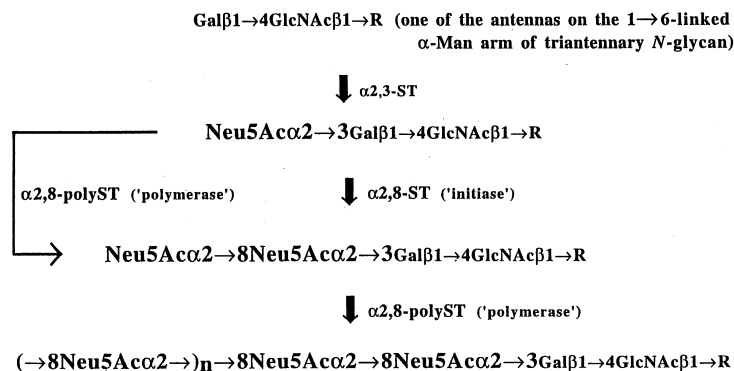 Galβ1→4GlcNAcβ1→R (one of the antennas on the 1→6-linked
α-Man arm of triantennary N-glycan)
α2,3-ST
Neu5Acα2→3Galβ1→4GlcNAcβ1→R
α2,8-polyST ('polymerase')
α2,8-ST ('initiase')
Neu5Acα2→8Neu5Acα2→3Galβ1→4GlcNAcβ1→R
α2,8-polyST ('polymerase')
(→8Neu5Acα2→)n→8Neu5Acα2→8Neu5Acα2→3Galβ1→4GlcNAcβ1→R